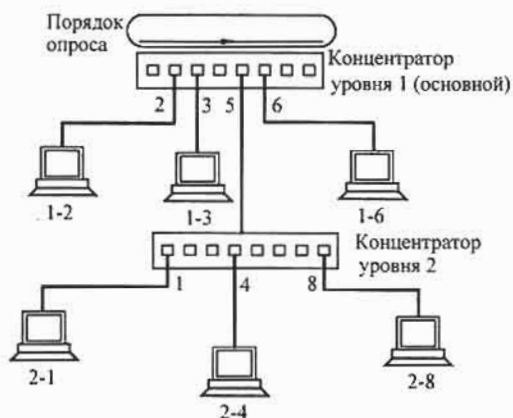 Порядок
опроса
Концентратор
уровня 1 (основной)
2 3 5 6
1-2
1-3
1-6
Концентратор
уровня 2
1 4 8
2-1
2-4
2-8